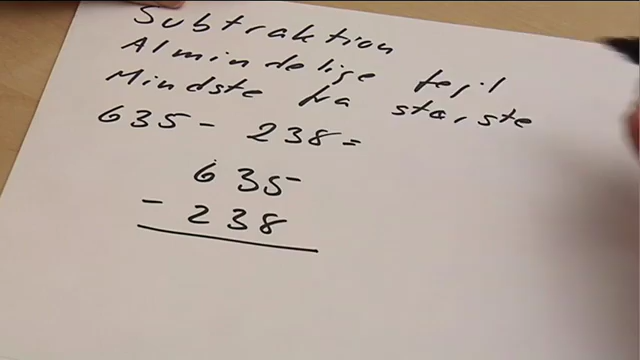 Subtraktion
Almindelige fejl
Mindste fra største
635 - 238 =
635
- 238